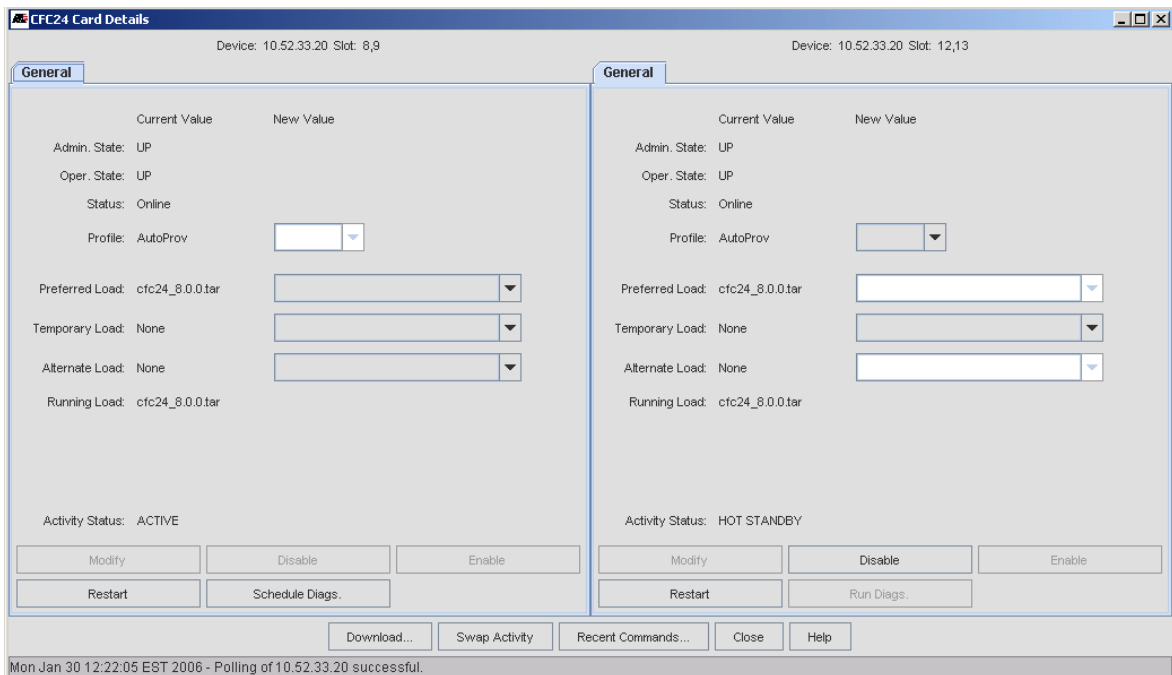 CFC24 Card Details
Device: 10.52.33.20 Slot: 8,9
General
Current Value New Value
Admin. State: UP
Oper. State: UP
Status: Online
Profile: AutoProv
Preferred Load: cfc24_8.0.0.tar
Temporary Load: None
Alternate Load: None
Running Load: cfc24_8.0.0.tar
Activity Status: ACTIVE
Modify Disable Enable
Restart Schedule Diags.
Device: 10.52.33.20 Slot: 12,13
General
Current Value New Value
Admin. State: UP
Oper. State: UP
Status: Online
Profile: AutoProv
Preferred Load: cfc24_8.0.0.tar
Temporary Load: None
Alternate Load: None
Running Load: cfc24_8.0.0.tar
Activity Status: HOT STANDBY
Modify Disable Enable
Restart Run Diags.
Download... Swap Activity Recent Commands... Close Help
Mon Jan 30 12:22:05 EST 2006 - Polling of 10.52.33.20 successful.